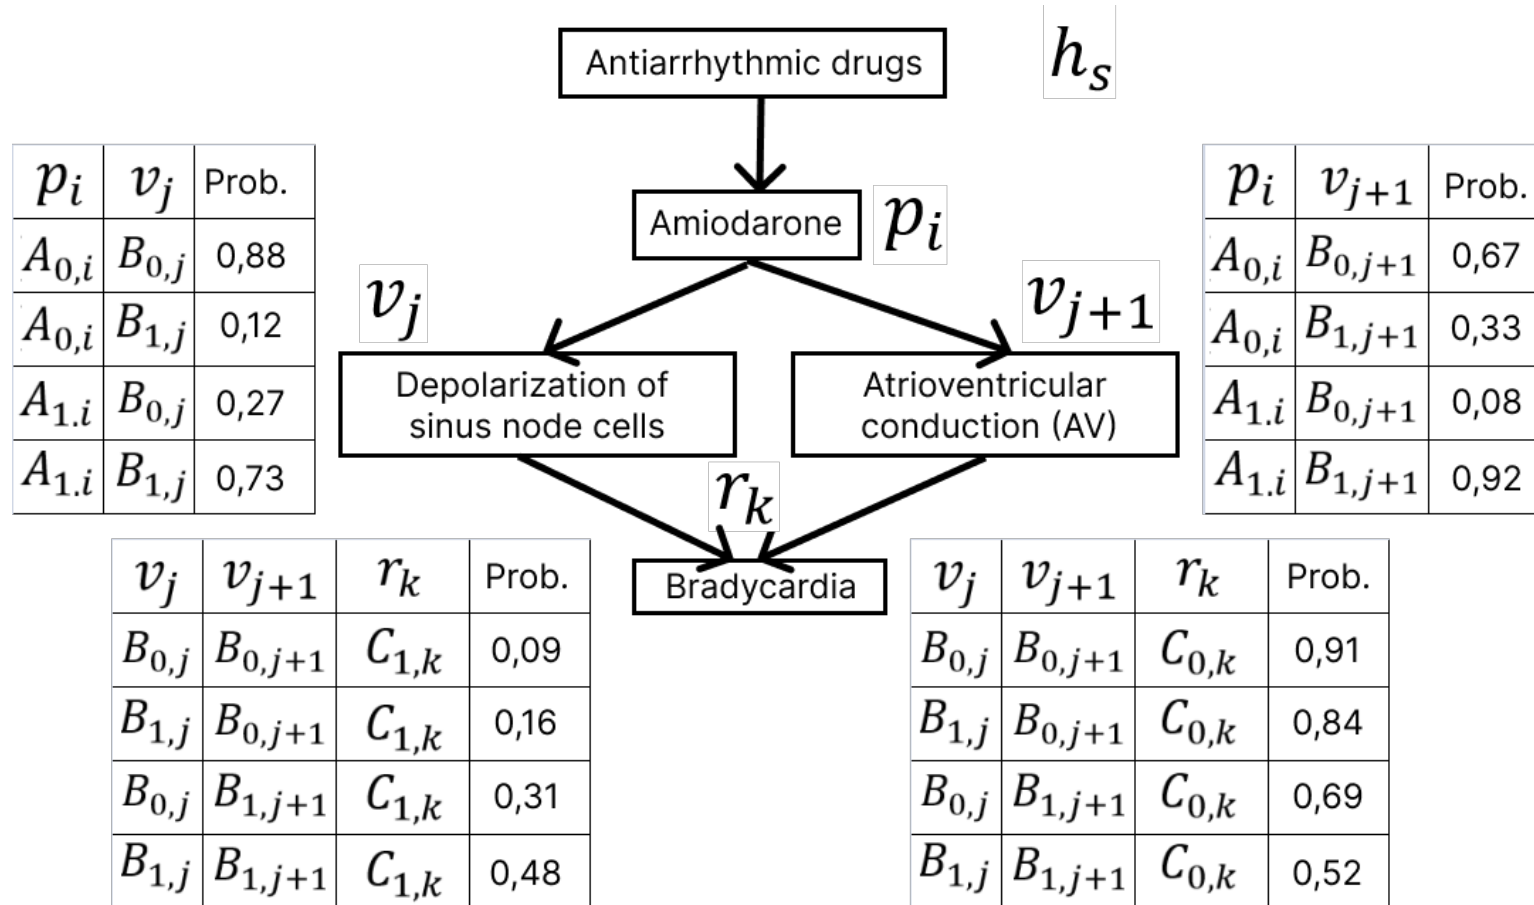 Antiarrhythmic drugs
h_s
Amiodarone
p_i
v_j
v_{j+1}
Depolarization of
sinus node cells
Atrioventricular
conduction (AV)
r_k
Bradycardia
p_i v_j Prob.
A_{0,i} B_{0,j} 0,88
A_{0,i} B_{1,j} 0,12
A_{1.i} B_{0,j} 0,27
A_{1.i} B_{1,j} 0,73
p_i v_{j+1} Prob.
A_{0,i} B_{0,j+1} 0,67
A_{0,i} B_{1,j+1} 0,33
A_{1.i} B_{0,j+1} 0,08
A_{1.i} B_{1,j+1} 0,92
v_j v_{j+1} r_k Prob.
B_{0,j} B_{0,j+1} C_{1,k} 0,09
B_{1,j} B_{0,j+1} C_{1,k} 0,16
B_{0,j} B_{1,j+1} C_{1,k} 0,31
B_{1,j} B_{1,j+1} C_{1,k} 0,48
v_j v_{j+1} r_k Prob.
B_{0,j} B_{0,j+1} C_{0,k} 0,91
B_{1,j} B_{0,j+1} C_{0,k} 0,84
B_{0,j} B_{1,j+1} C_{0,k} 0,69
B_{1,j} B_{1,j+1} C_{0,k} 0,52